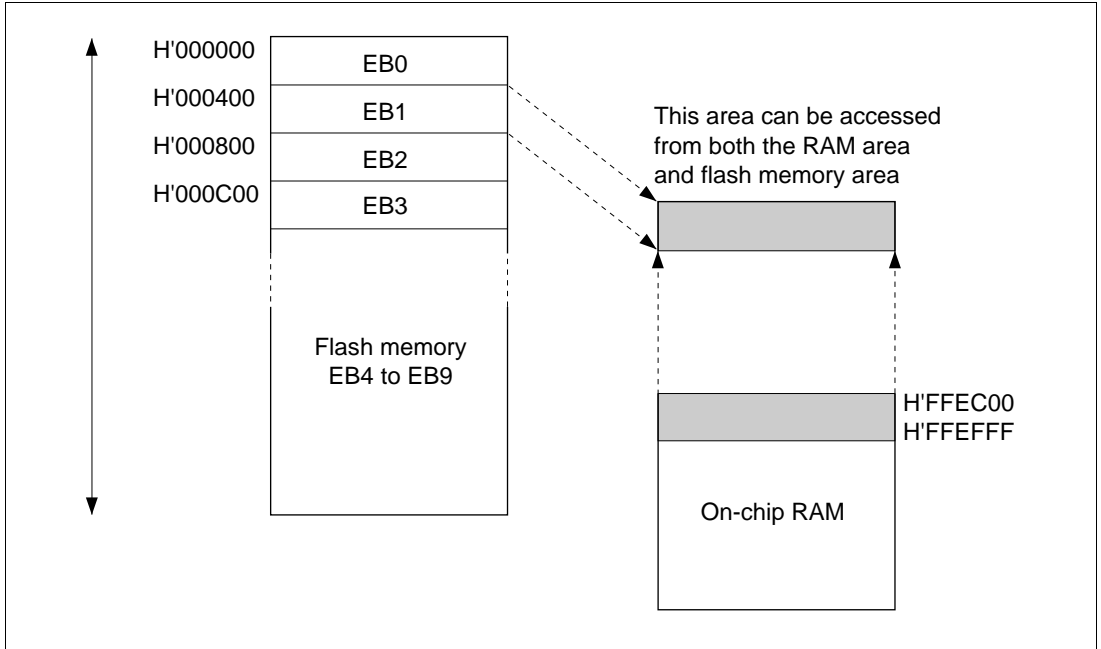 H'000000
EB0
H'000400
EB1
H'000800
EB2
H'000C00
EB3
Flash memory
EB4 to EB9
This area can be accessed
from both the RAM area
and flash memory area
H'FFEC00
H'FFEFFF
On-chip RAM